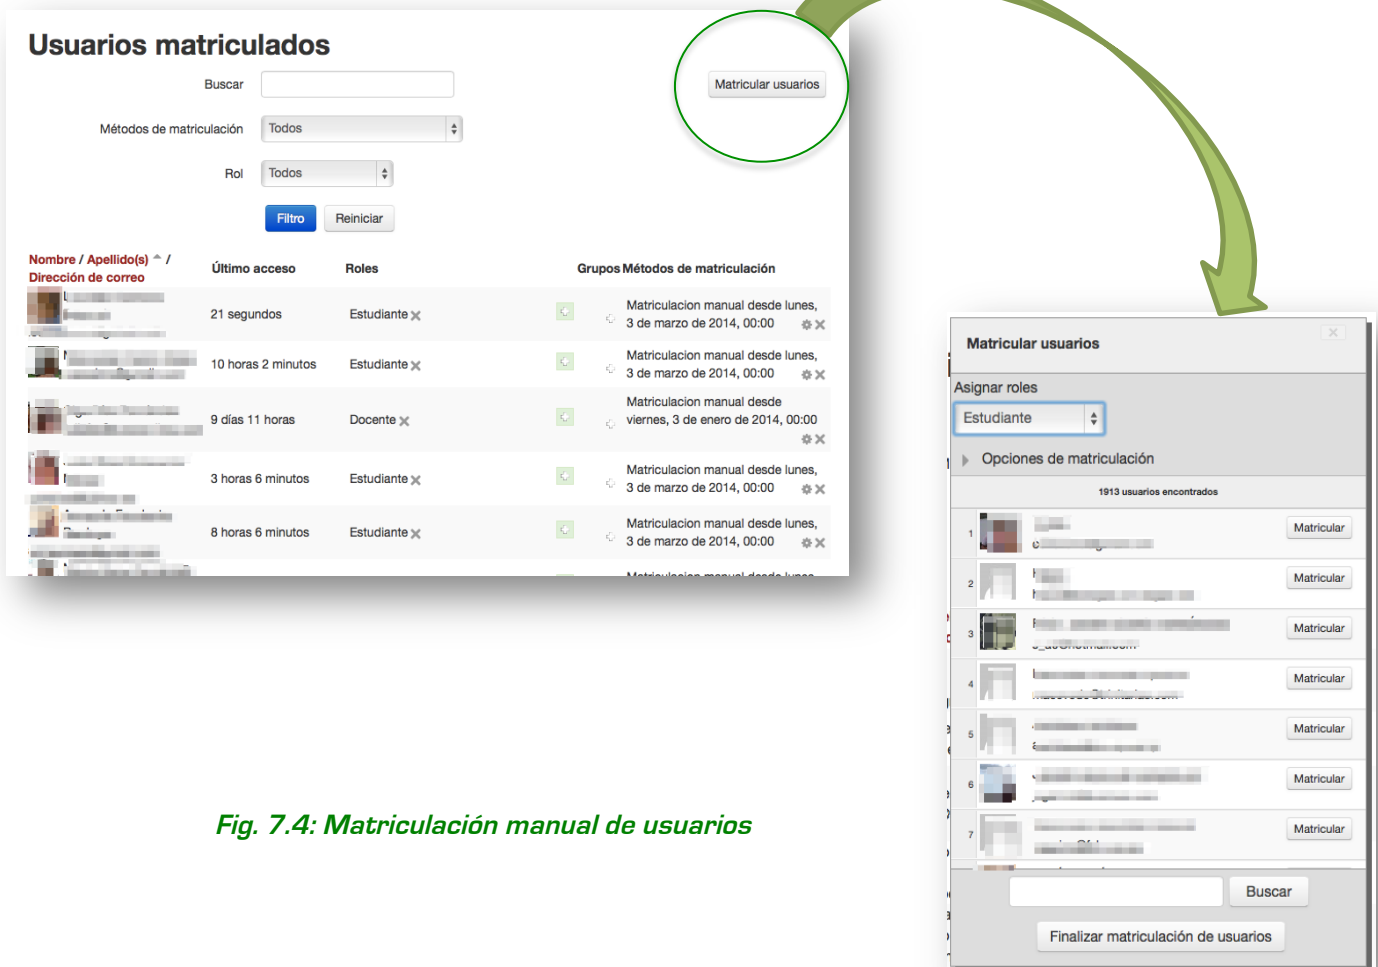 Usuarios matriculados
Buscar
Matricular usuarios
Métodos de matriculación Todos
Rol Todos
Filtro Reiniciar
Nombre / Apellido(s) /
Dirección de correo
Último acceso Roles Grupos Métodos de matriculación
21 segundos Estudiante Matriculacion manual desde lunes,
3 de marzo de 2014, 00:00
10 horas 2 minutos Estudiante Matriculacion manual desde lunes,
3 de marzo de 2014, 00:00
9 días 11 horas Docente Matriculacion manual desde
viernes, 3 de enero de 2014, 00:00
3 horas 6 minutos Estudiante Matriculacion manual desde lunes,
3 de marzo de 2014, 00:00
8 horas 6 minutos Estudiante Matriculacion manual desde lunes,
3 de marzo de 2014, 00:00
Matriculacion manual desde lunes,
Matricular usuarios
Asignar roles
Estudiante
Opciones de matriculación
1913 usuarios encontrados
1 Matricular
2 Matricular
3 Matricular
4 Matricular
5 Matricular
6 Matricular
7 Matricular
Buscar
Finalizar matriculación de usuarios
Fig. 7.4: Matriculación manual de usuarios